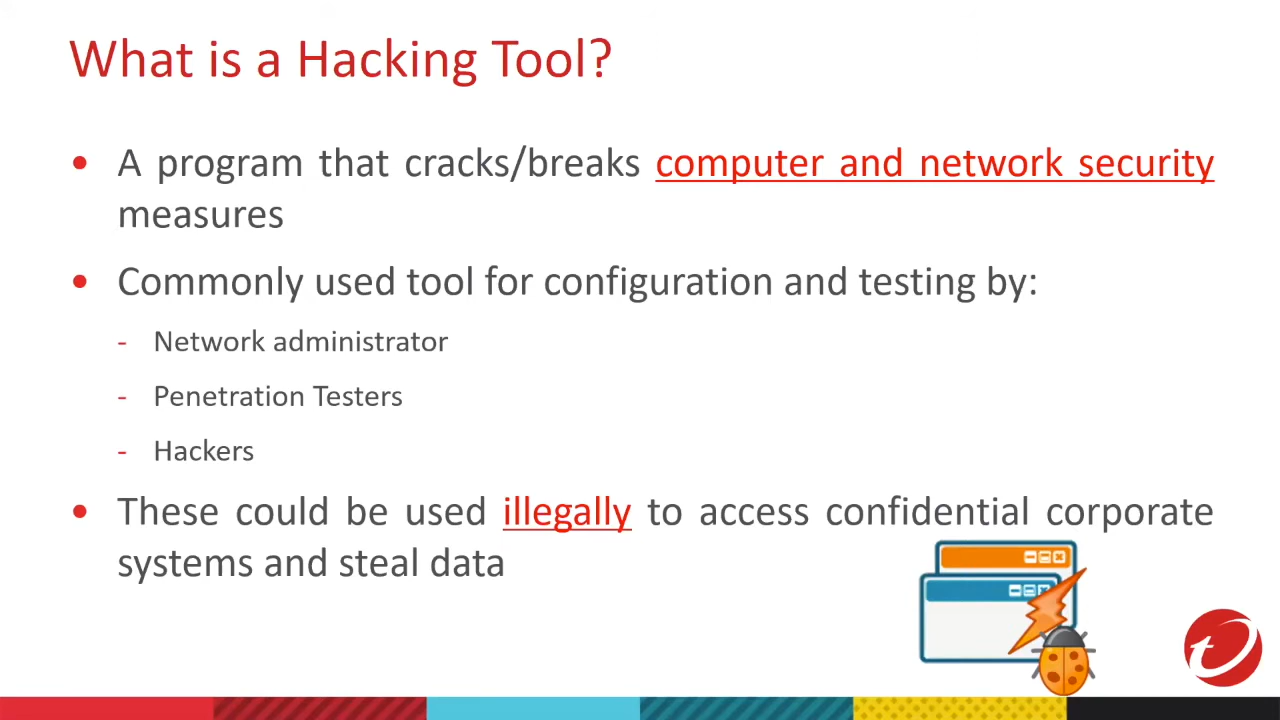 What is a Hacking Tool?
• A program that cracks/breaks computer and network security
measures
• Commonly used tool for configuration and testing by:
- Network administrator
- Penetration Testers
- Hackers
• These could be used illegally to access confidential corporate
systems and steal data